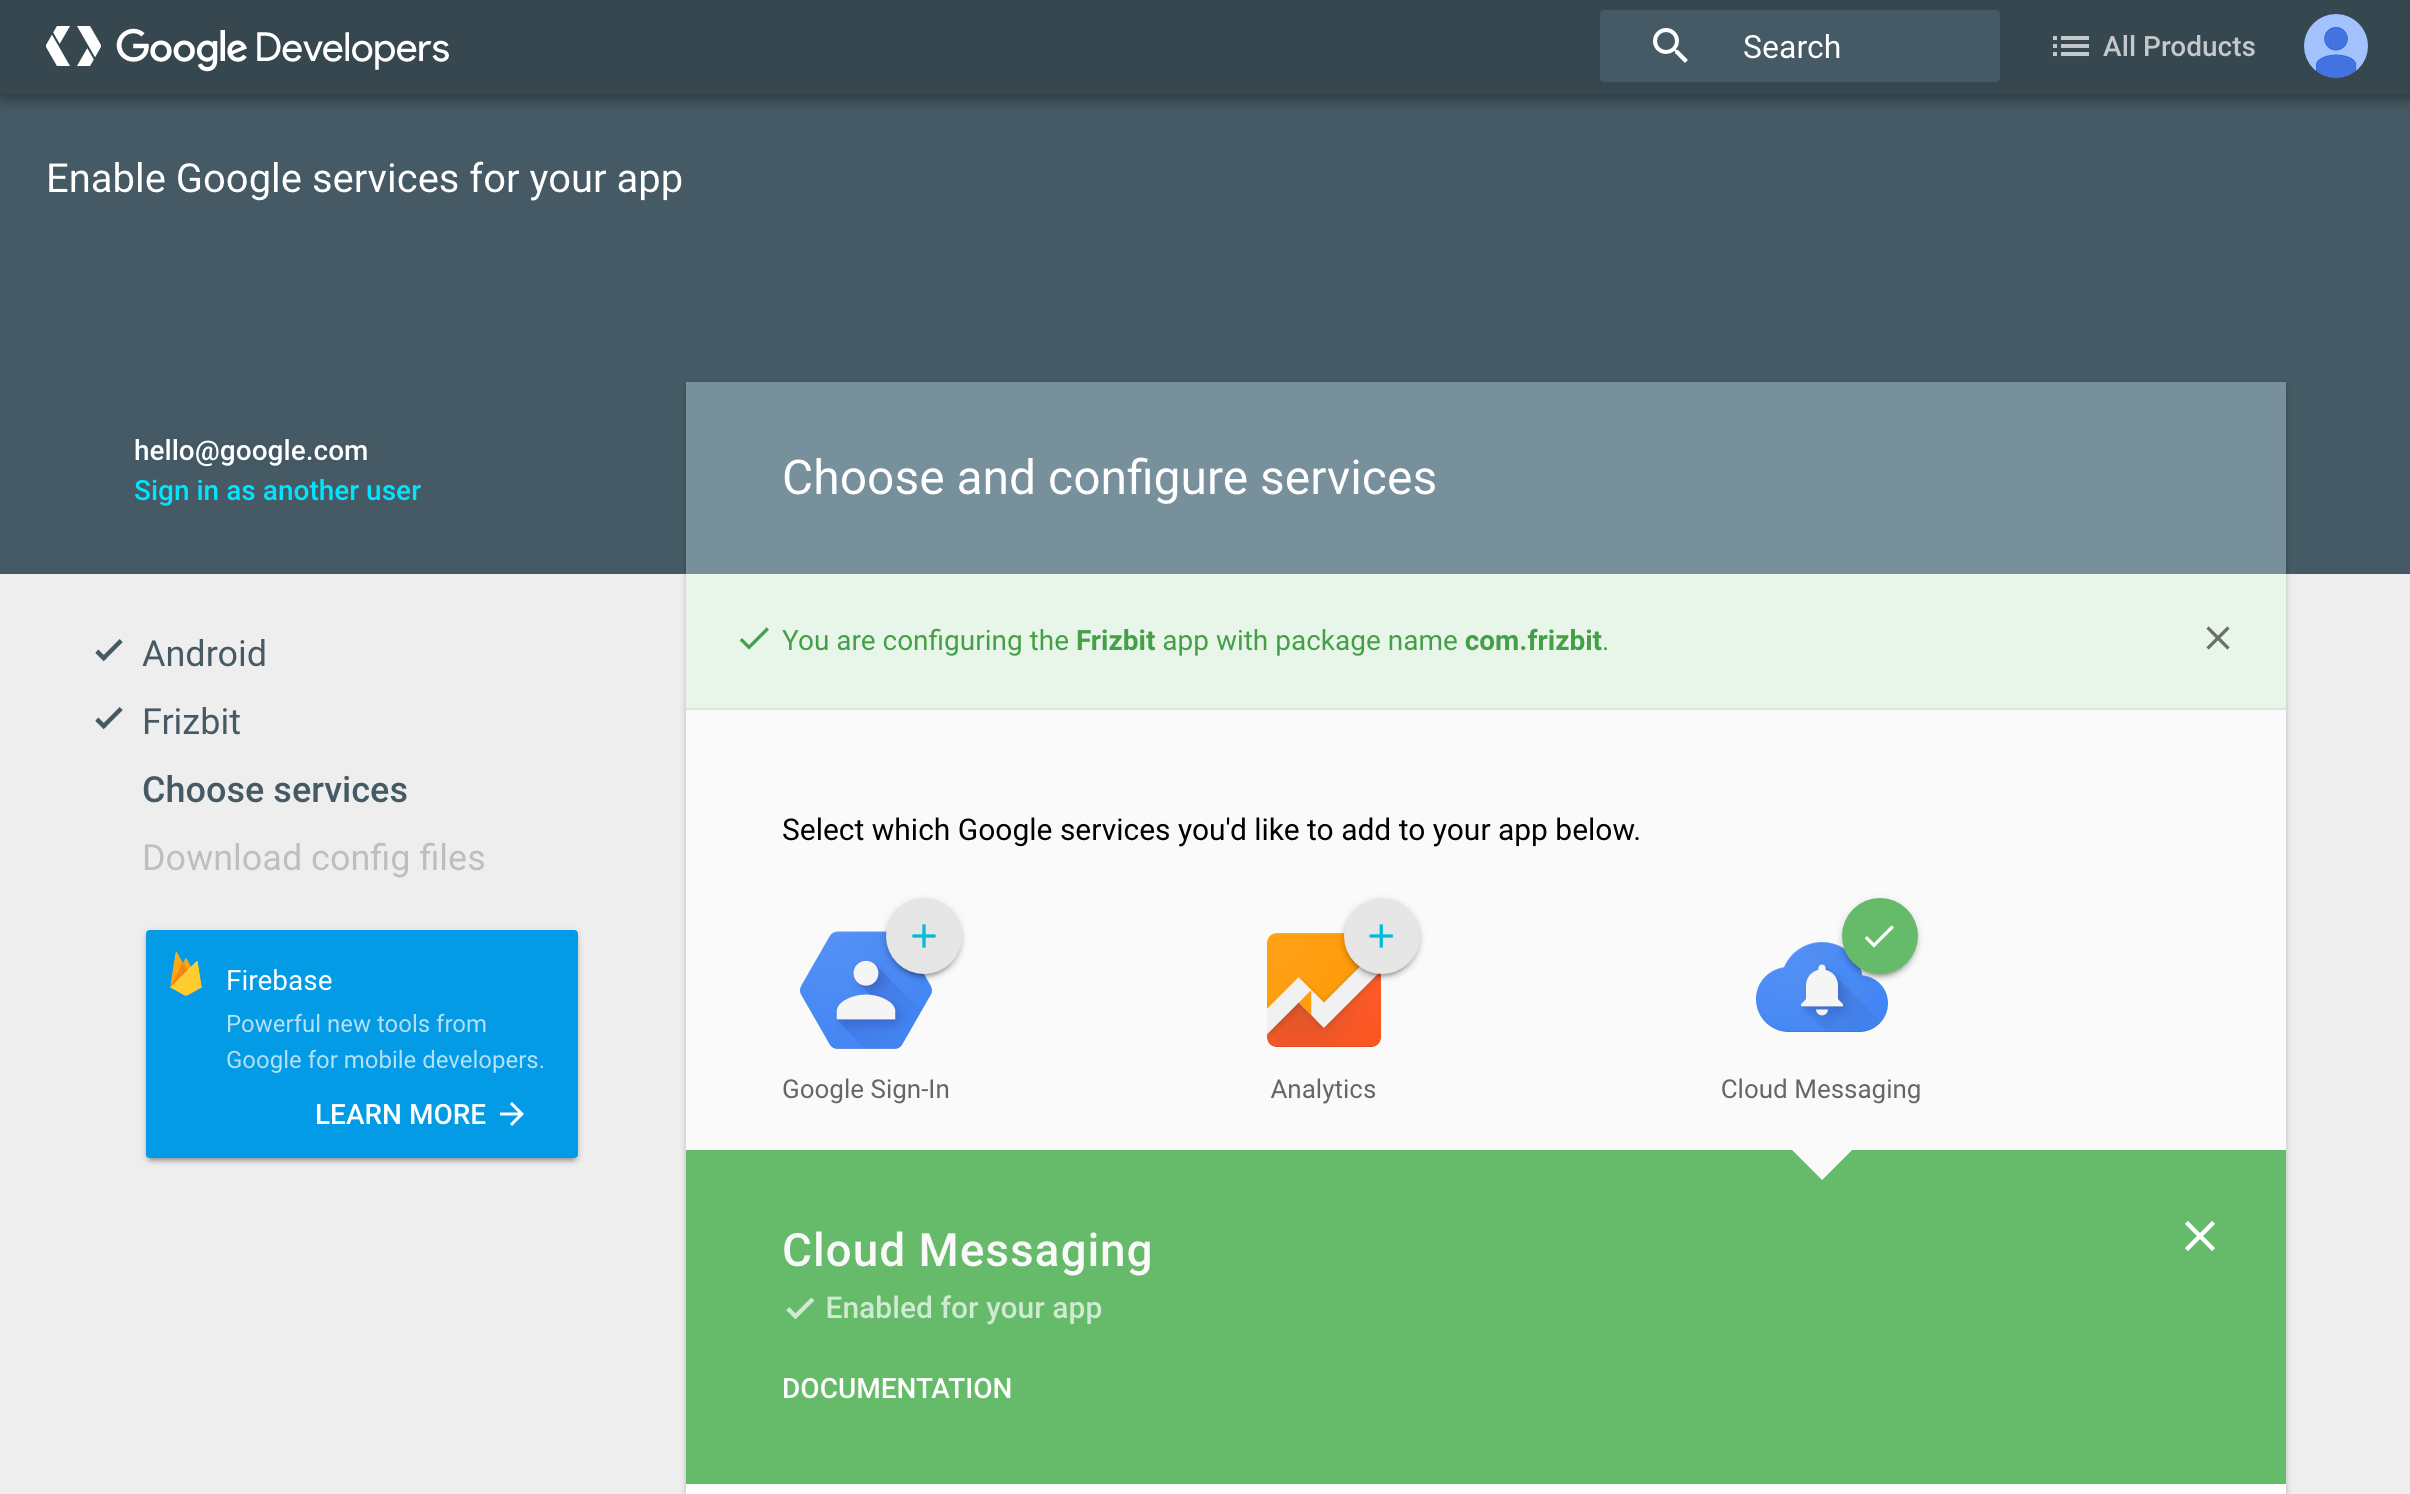 Google Developers
Search
All Products
Enable Google services for your app
hello@google.com
Sign in as another user
Choose and configure services
You are configuring the Frizbit app with package name com.frizbit.
Android
Frizbit
Choose services
Download config files
Firebase
Powerful new tools from
Google for mobile developers.
LEARN MORE
Select which Google services you'd like to add to your app below.
Google Sign-In
Analytics
Cloud Messaging
Cloud Messaging
Enabled for your app
DOCUMENTATION